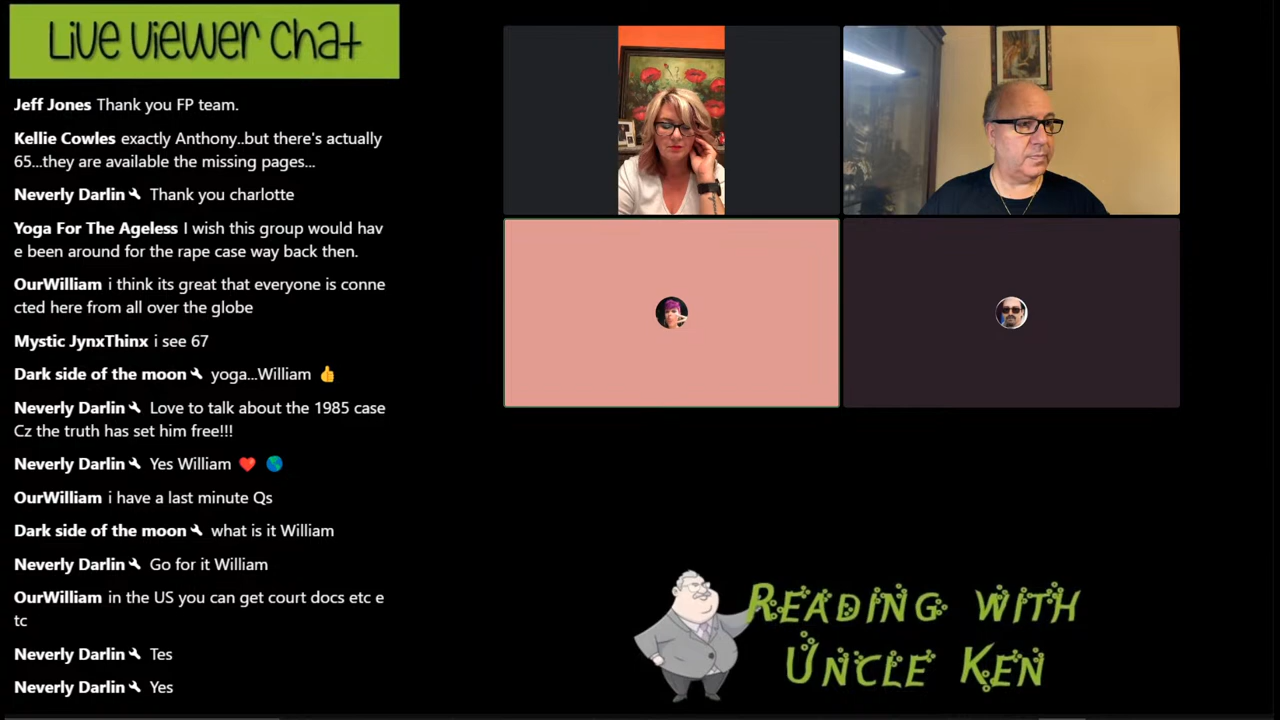 Live viewer chat
Jeff Jones Thank you FP team.
Kellie Cowles exactly Anthony..but there's actually
65...they are available the missing pages...
Neverly Darlin Thank you charlotte
Yoga For The Ageless I wish this group would hav
e been around for the rape case way back then.
OurWilliam i think its great that everyone is conne
cted here from all over the globe
Mystic JynxThinx i see 67
Dark side of the moon yoga...William 👍
Neverly Darlin Love to talk about the 1985 case
Cz the truth has set him free!!!
Neverly Darlin Yes William ❤️ 🌎
OurWilliam i have a last minute Qs
Dark side of the moon what is it William
Neverly Darlin Go for it William
OurWilliam in the US you can get court docs etc e
tc
Neverly Darlin Tes
Neverly Darlin Yes
Reading with
Uncle Ken